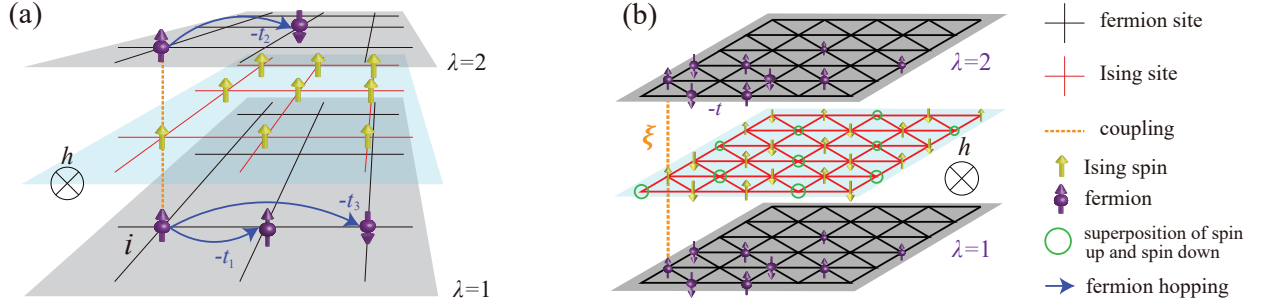 (a)
-t₂
λ=2
h
-t₃
i
-t₁
λ=1
(b)
λ=2
-t
ξ
h
λ=1
fermion site
Ising site
coupling
Ising spin
fermion
superposition of spin
up and spin down
fermion hopping